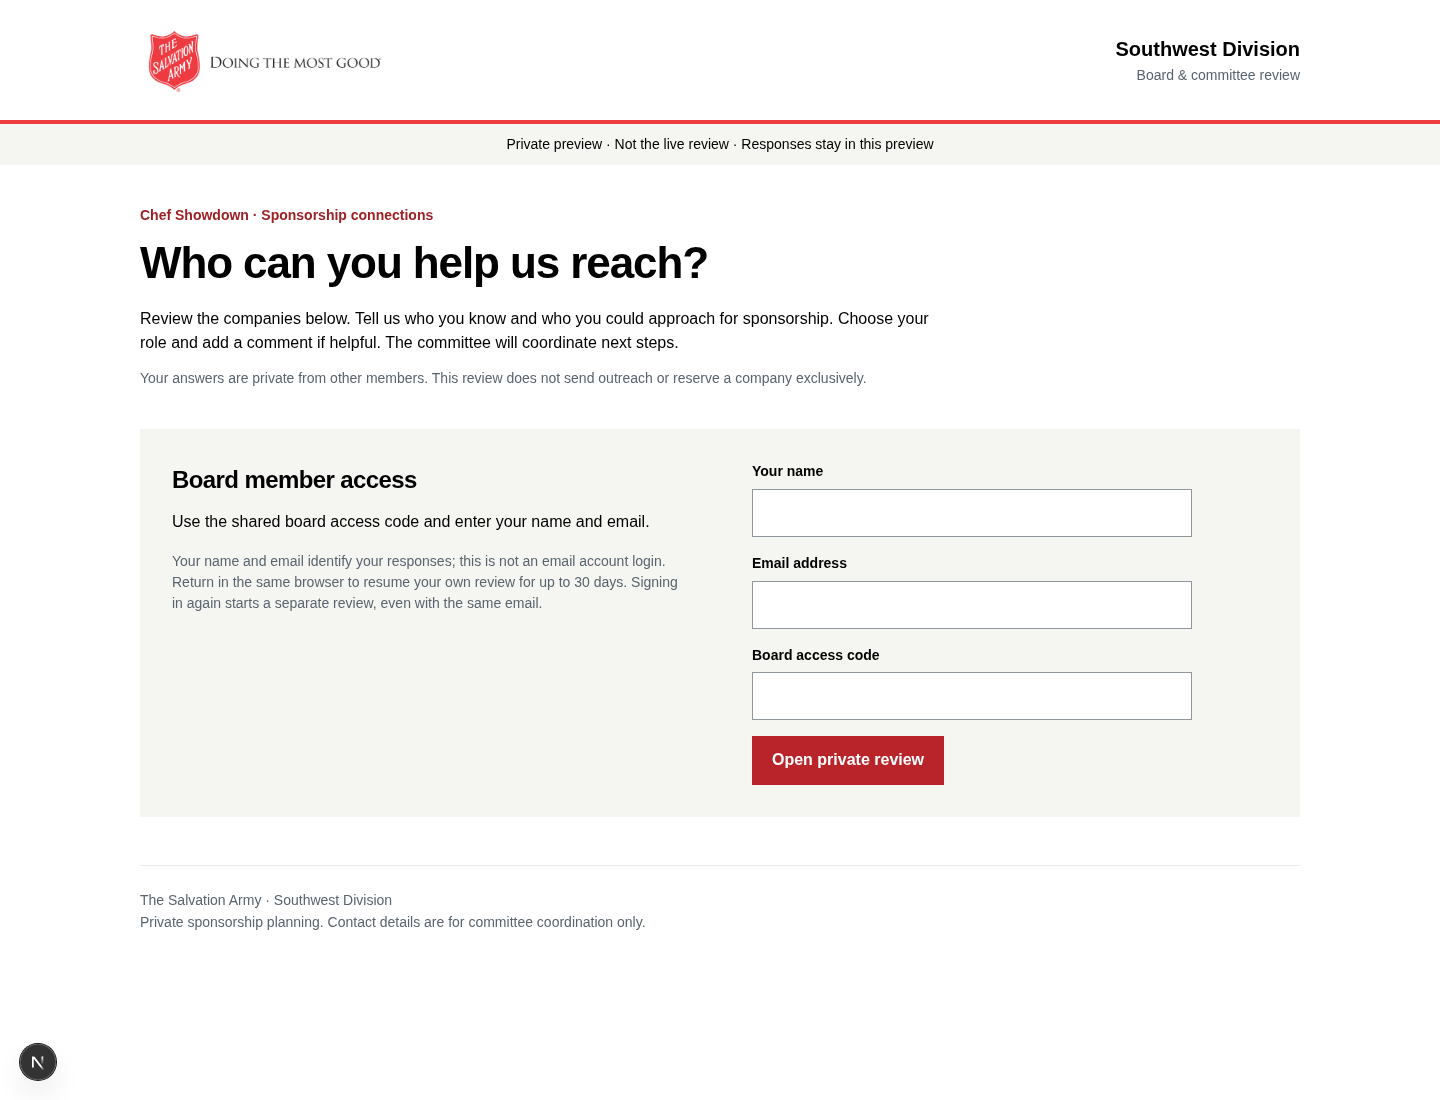 THE
SALVATION
ARMY
DOING THE MOST GOOD
Southwest Division
Board & committee review
Private preview · Not the live review · Responses stay in this preview
Chef Showdown · Sponsorship connections
Who can you help us reach?
Review the companies below. Tell us who you know and who you could approach for sponsorship. Choose your
role and add a comment if helpful. The committee will coordinate next steps.
Your answers are private from other members. This review does not send outreach or reserve a company exclusively.
Board member access
Use the shared board access code and enter your name and email.
Your name and email identify your responses; this is not an email account login.
Return in the same browser to resume your own review for up to 30 days. Signing
in again starts a separate review, even with the same email.
Your name
Email address
Board access code
Open private review
The Salvation Army · Southwest Division
Private sponsorship planning. Contact details are for committee coordination only.
N